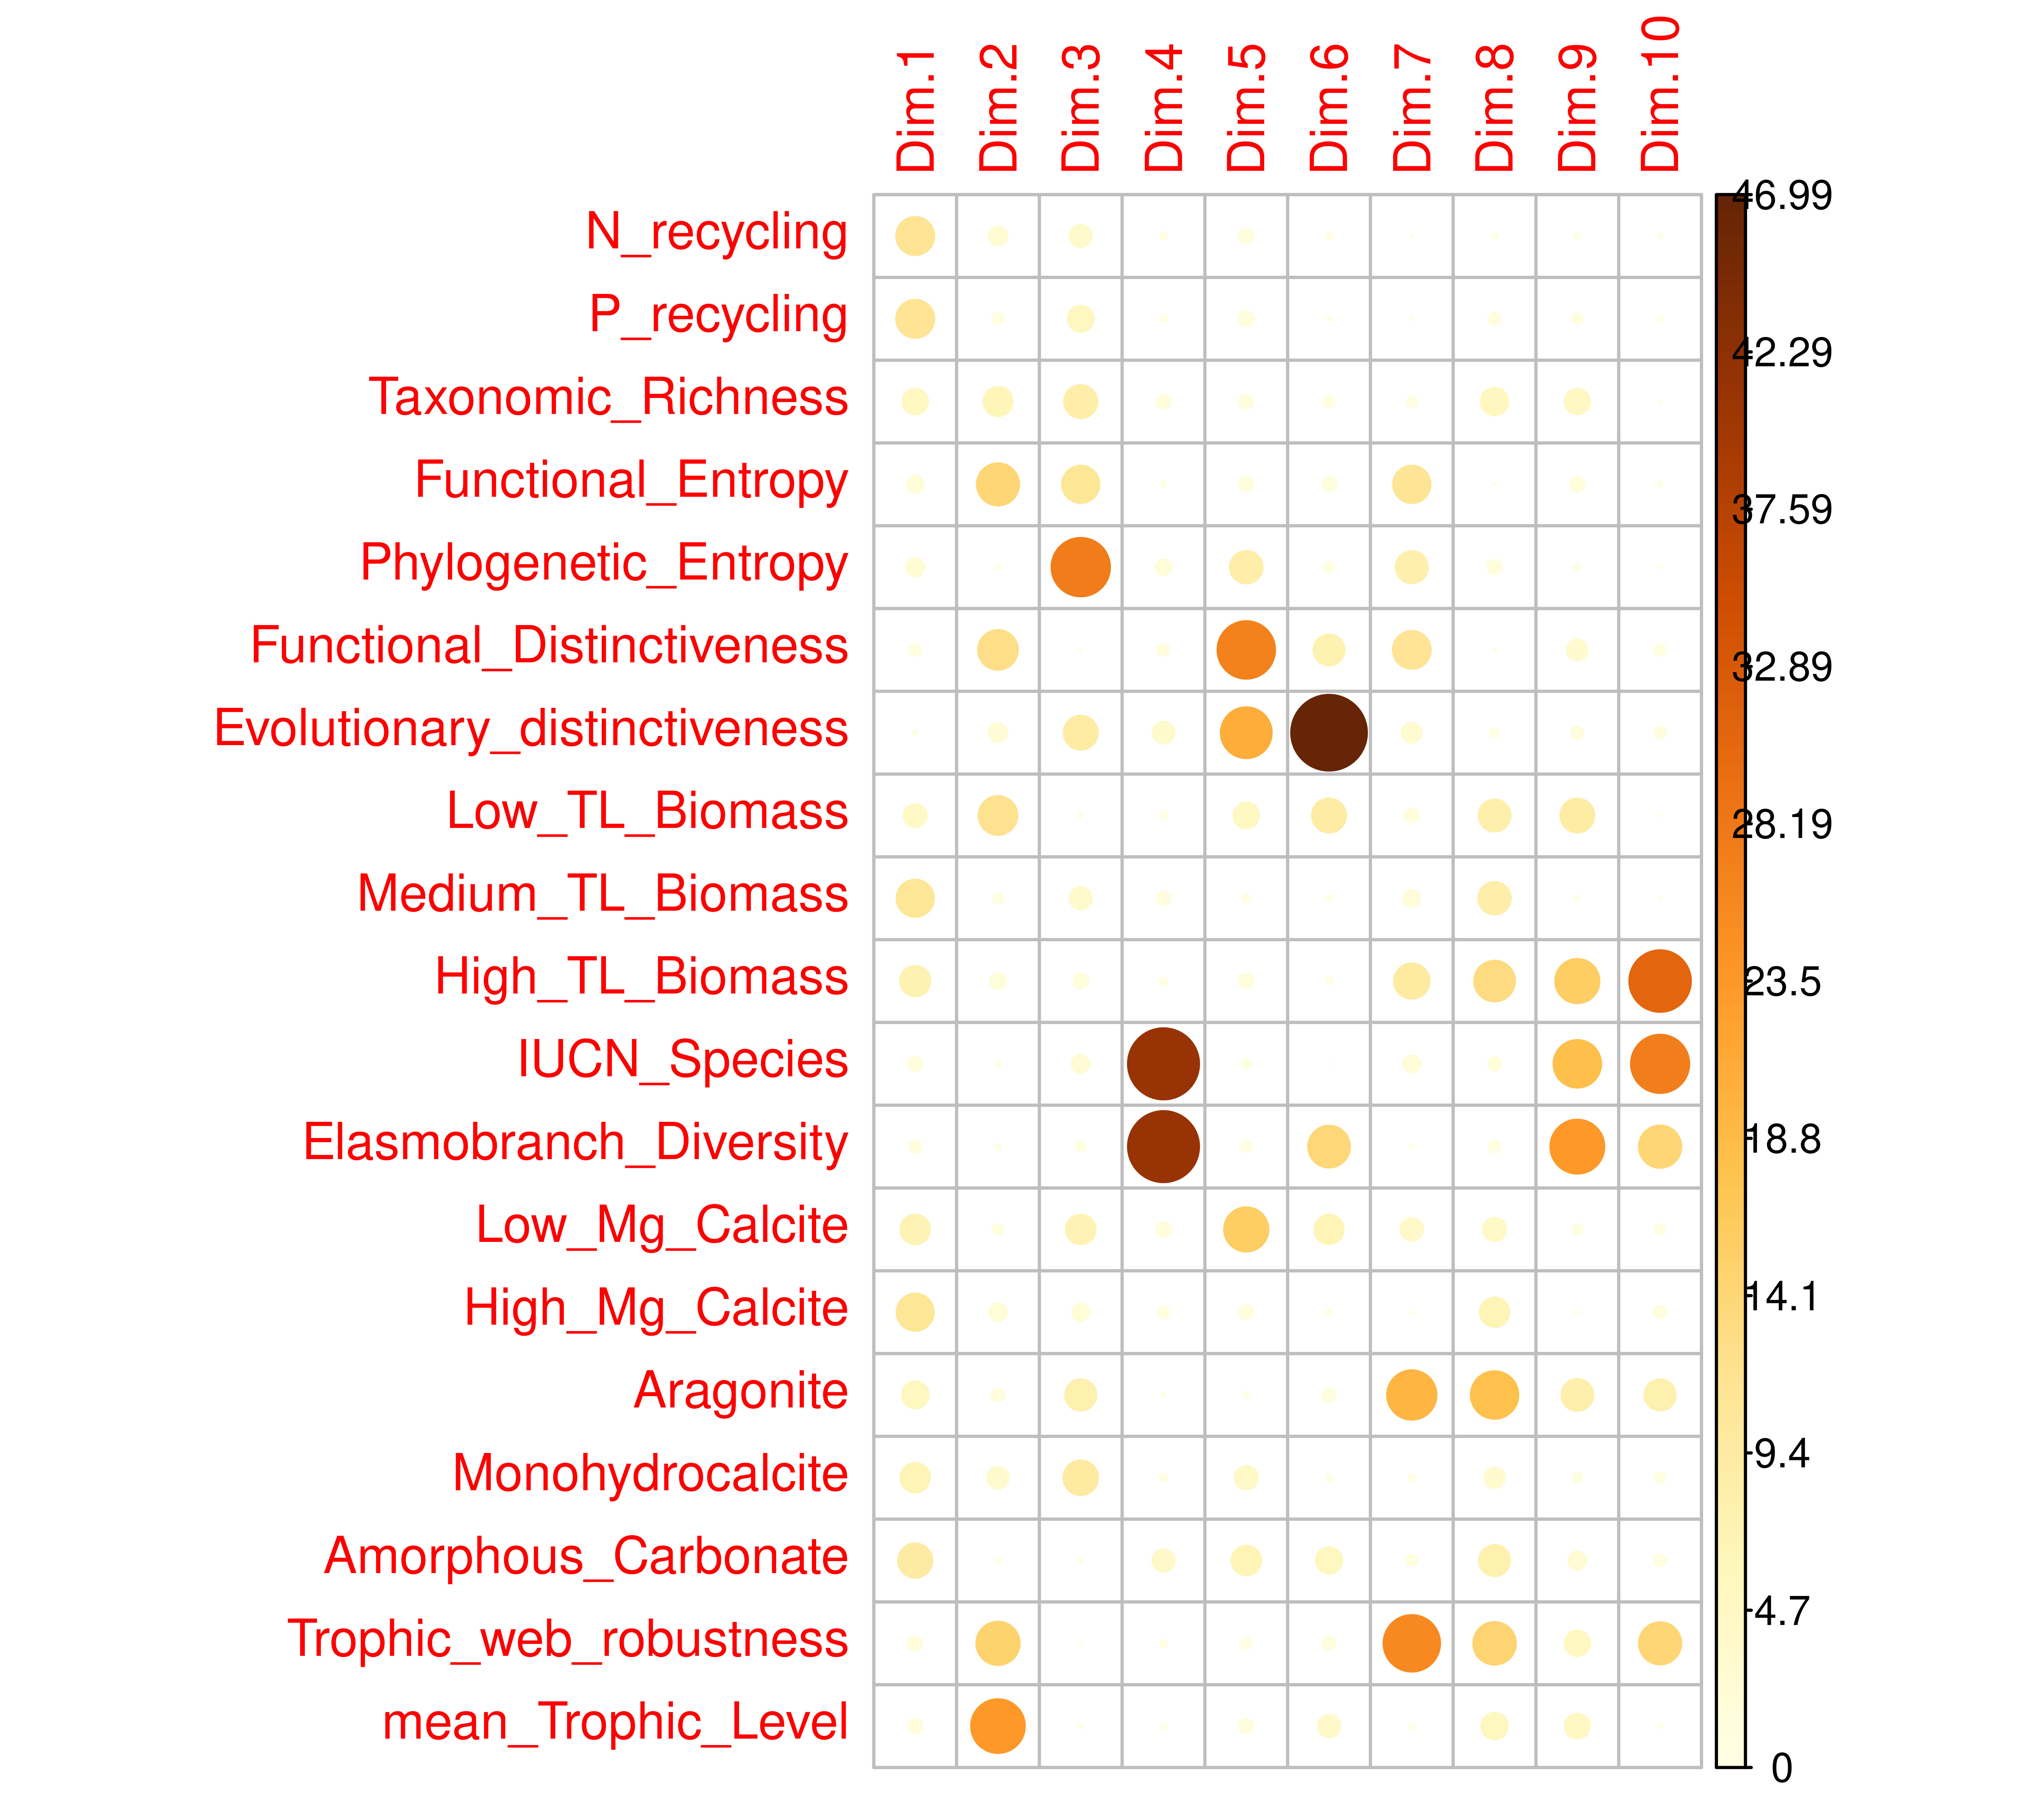 Dim.1
Dim.2
Dim.3
Dim.4
Dim.5
Dim.6
Dim.7
Dim.8
Dim.9
Dim.10
N_recycling
P_recycling
Taxonomic_Richness
Functional_Entropy
Phylogenetic_Entropy
Functional_Distinctiveness
Evolutionary_distinctiveness
Low_TL_Biomass
Medium_TL_Biomass
High_TL_Biomass
IUCN_Species
Elasmobranch_Diversity
Low_Mg_Calcite
High_Mg_Calcite
Aragonite
Monohydrocalcite
Amorphous_Carbonate
Trophic_web_robustness
mean_Trophic_Level
46.99
42.29
37.59
32.89
28.19
23.5
18.8
14.1
9.4
4.7
0